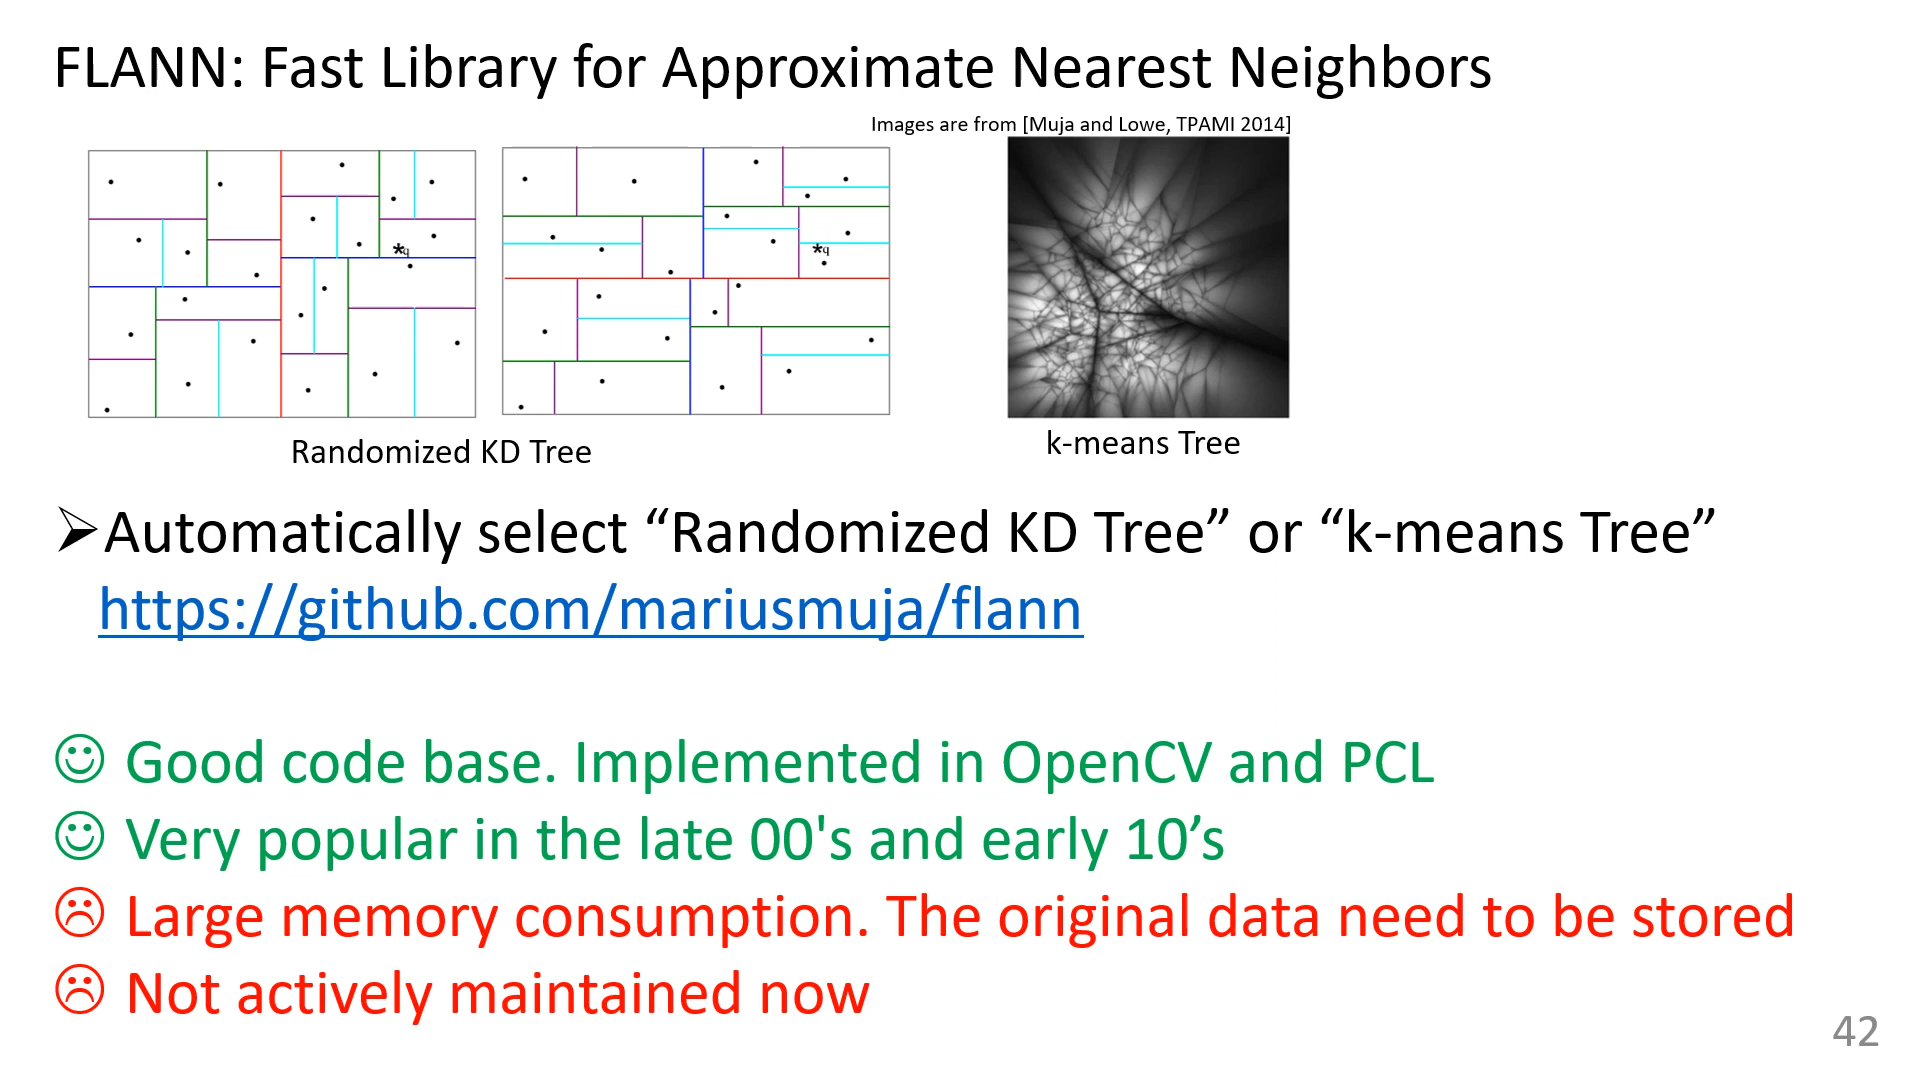 FLANN: Fast Library for Approximate Nearest Neighbors
Images are from [Muja and Lowe, TPAMI 2014]
*q
*q
Randomized KD Tree
k-means Tree
Automatically select “Randomized KD Tree” or “k-means Tree”
https://github.com/mariusmuja/flann
Good code base. Implemented in OpenCV and PCL
Very popular in the late 00's and early 10’s
Large memory consumption. The original data need to be stored
Not actively maintained now
42